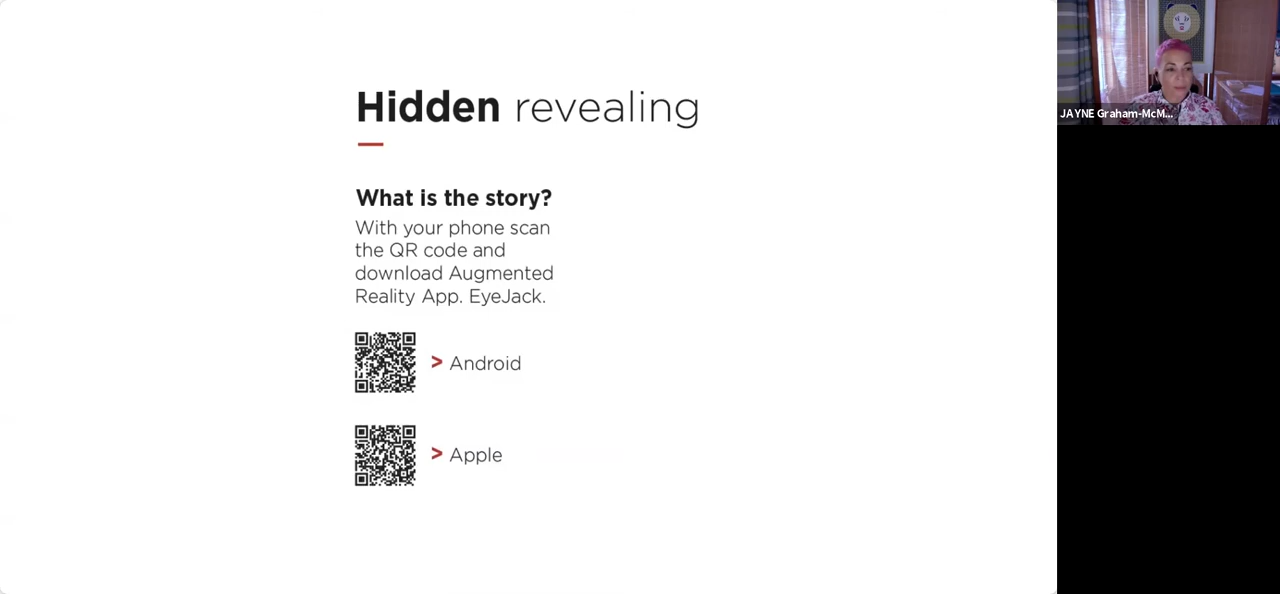 Hidden revealing
What is the story?
With your phone scan
the QR code and
download Augmented
Reality App. EyeJack.
> Android
> Apple
JAYNE Graham-McM...